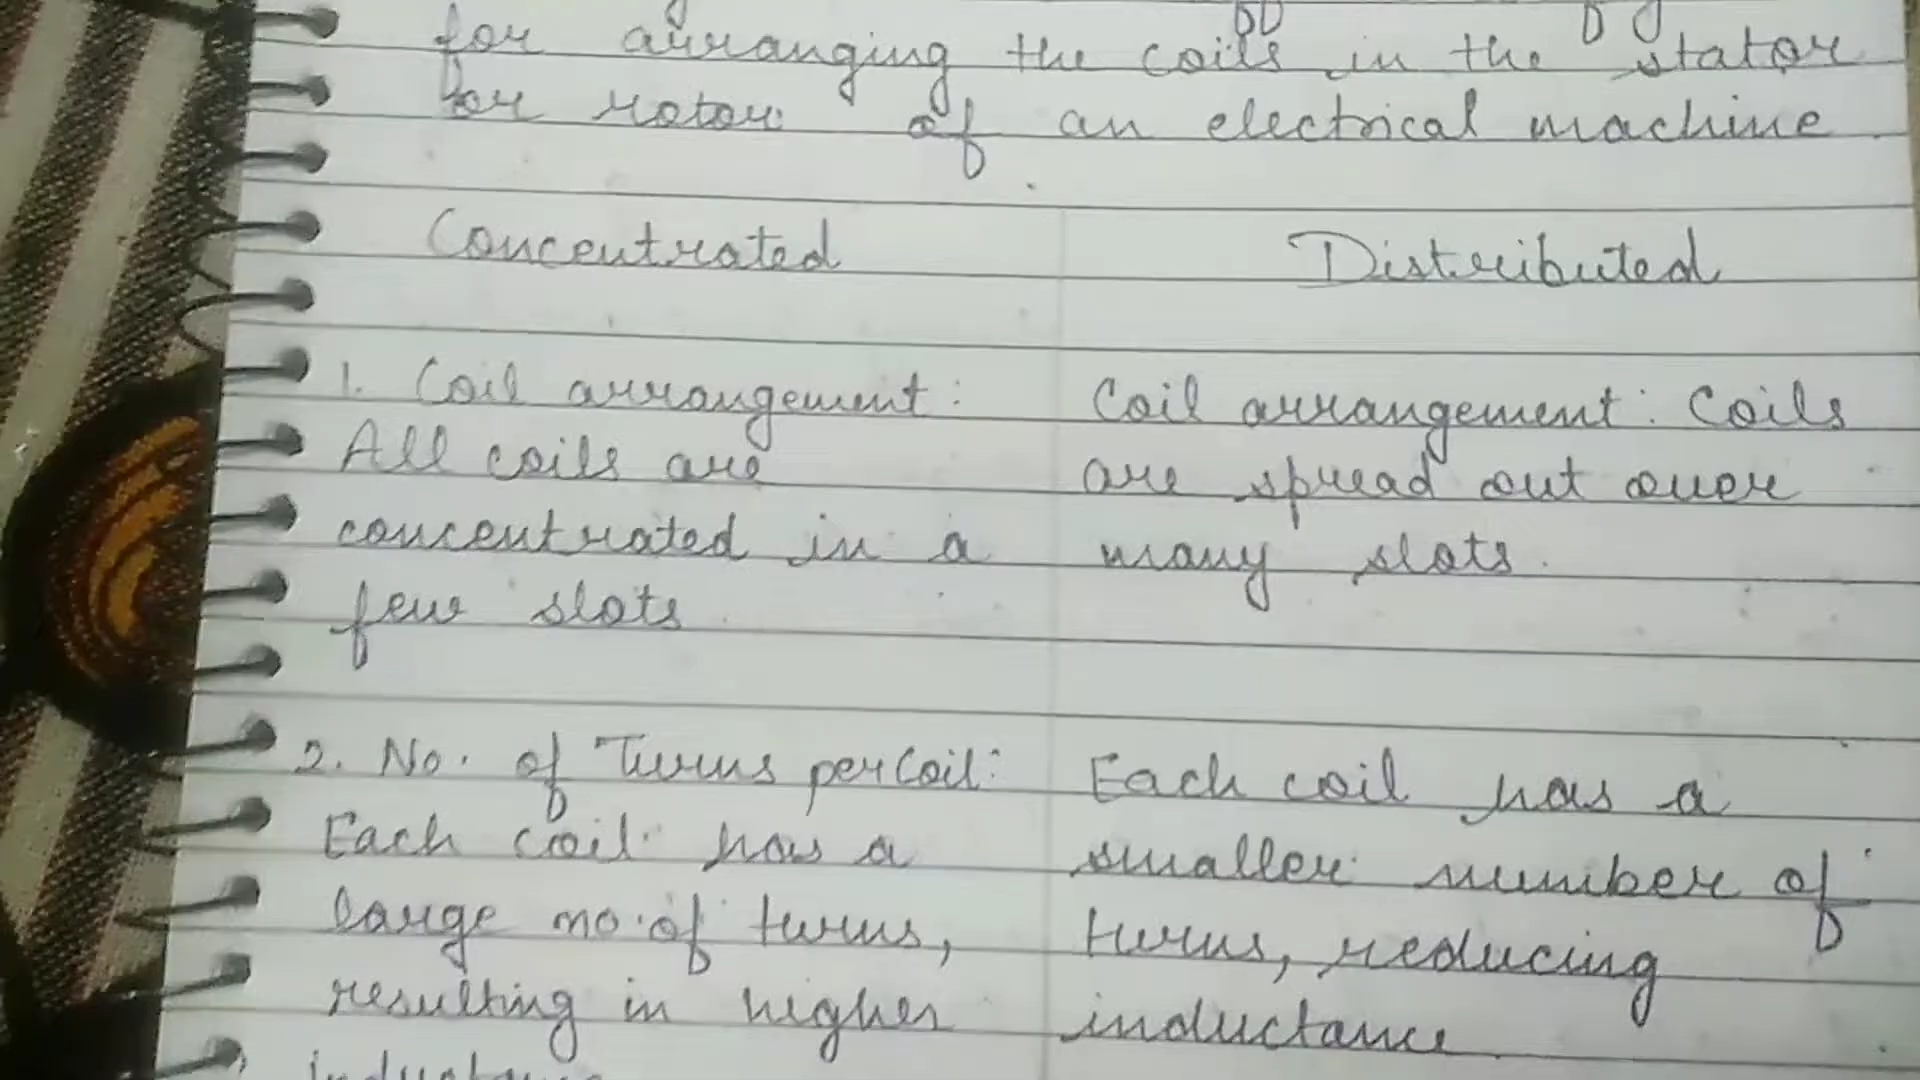 for arranging the coils in the stator
or rotor of an electrical machine.
Concentrated
Distributed
1. Coil arrangement:
All coils are
concentrated in a
few slots.
Coil arrangement: Coils
are spread out over
many slots.
2. No. of Turns per Coil:
Each coil has a
large no. of turns,
resulting in higher
Each coil has a
smaller number of
turns, reducing
inductance.